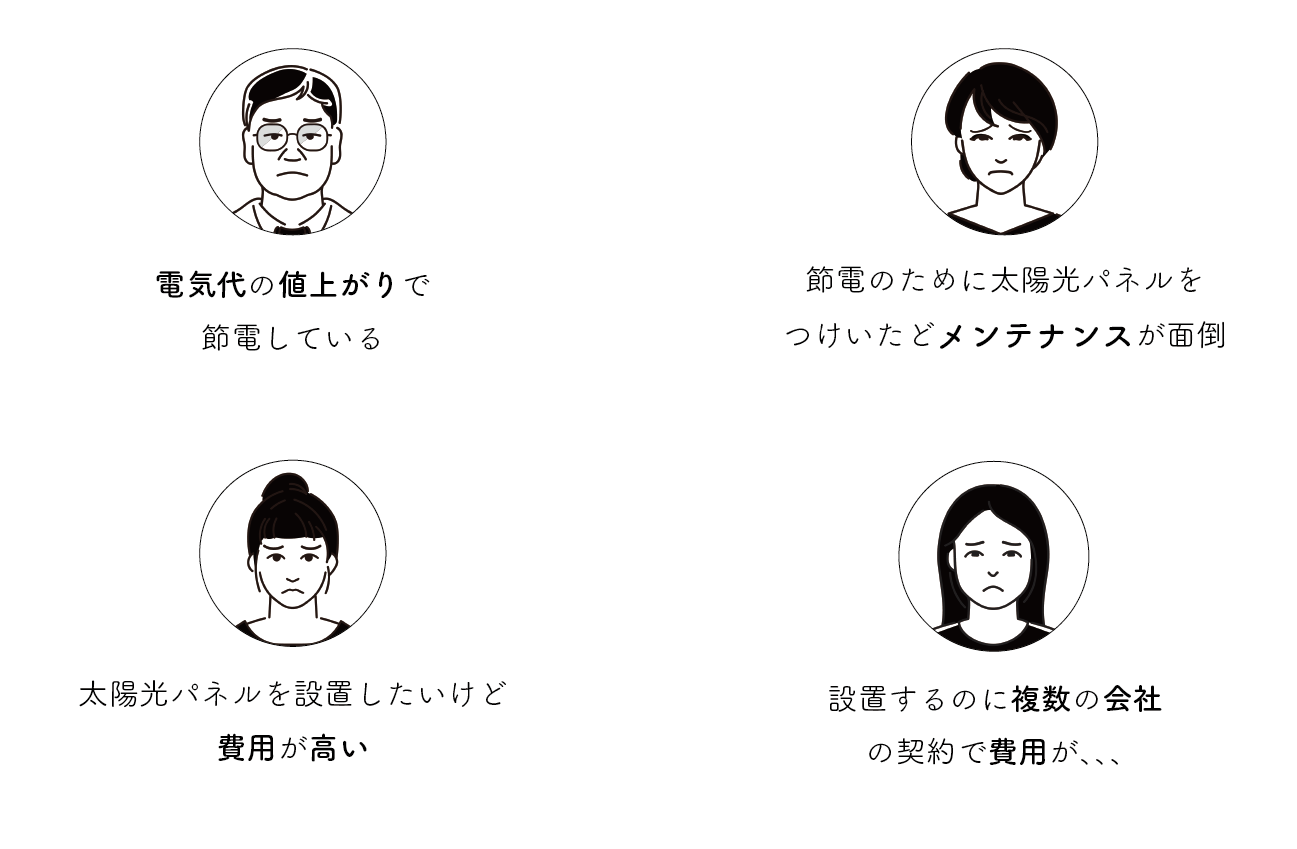 電気代の値上がりで
節電している
節電のために太陽光パネルを
つけいたどメンテナンスが面倒
太陽光パネルを設置したいけど
費用が高い
設置するのに複数の会社
の契約で費用が、、、